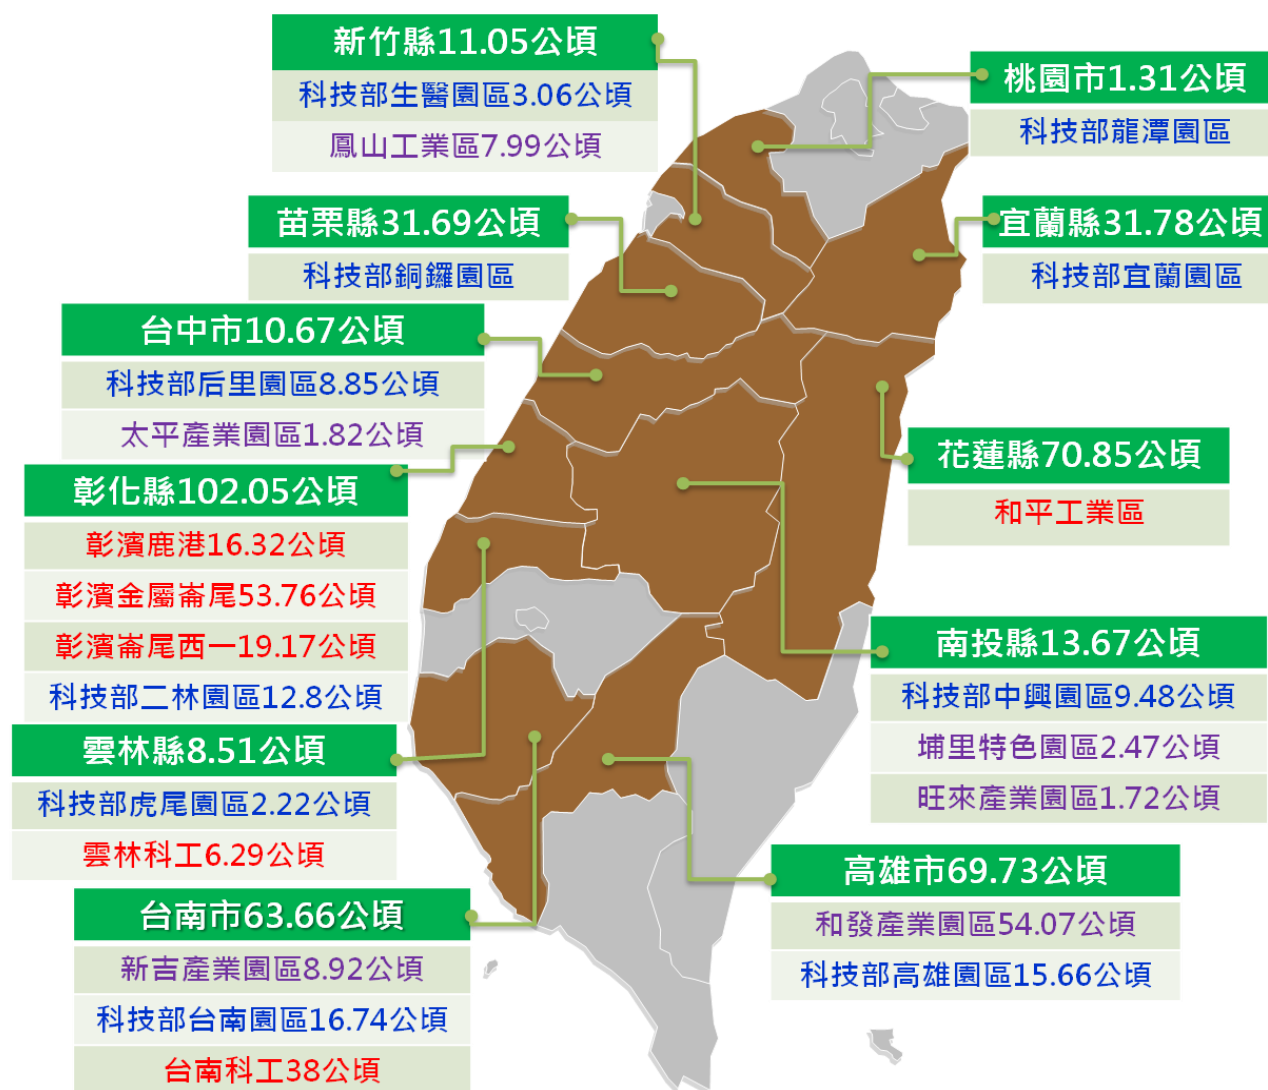 新竹縣11.05公頃
科技部生醫園區3.06公頃
鳳山工業區7.99公頃
桃園市1.31公頃
科技部龍潭園區
苗栗縣31.69公頃
科技部銅鑼園區
宜蘭縣31.78公頃
科技部宜蘭園區
台中市10.67公頃
科技部后里園區8.85公頃
太平產業園區1.82公頃
花蓮縣70.85公頃
和平工業區
彰化縣102.05公頃
彰濱鹿港16.32公頃
彰濱金屬崙尾53.76公頃
彰濱崙尾西一19.17公頃
科技部二林園區12.8公頃
南投縣13.67公頃
科技部中興園區9.48公頃
埔里特色園區2.47公頃
旺來產業園區1.72公頃
雲林縣8.51公頃
科技部虎尾園區2.22公頃
雲林科工6.29公頃
高雄市69.73公頃
和發產業園區54.07公頃
科技部高雄園區15.66公頃
台南市63.66公頃
新吉產業園區8.92公頃
科技部台南園區16.74公頃
台南科工38公頃